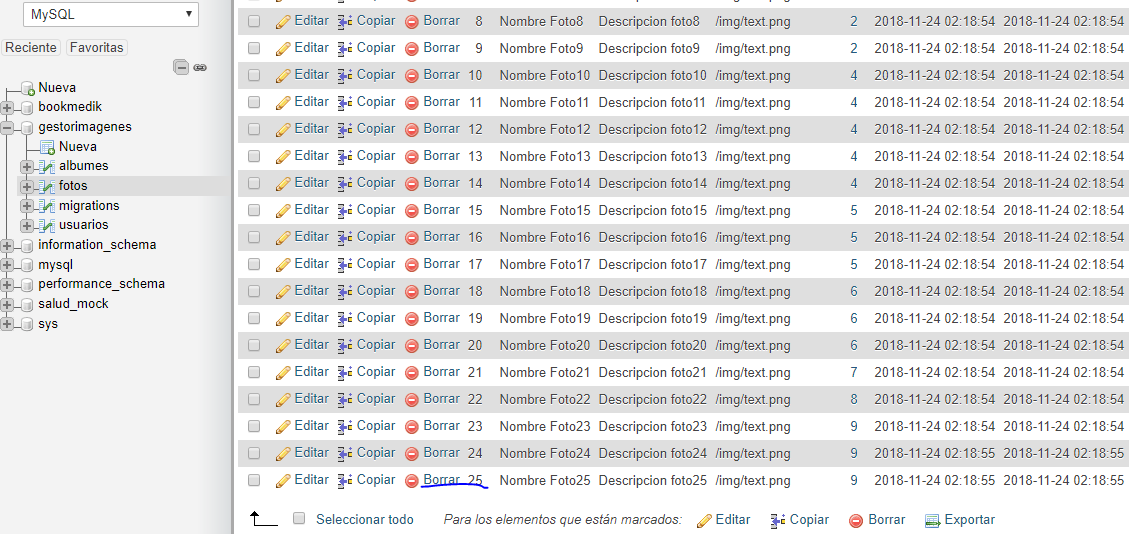 MySQL
Reciente Favoritas
Nueva
bookmedik
gestorimagenes
Nueva
albumes
fotos
migrations
usuarios
information_schema
mysql
performance_schema
salud_mock
sys
Editar Copiar Borrar 8 Nombre Foto8 Descripcion foto8 /img/text.png 2 2018-11-24 02:18:54 2018-11-24 02:18:54
Editar Copiar Borrar 9 Nombre Foto9 Descripcion foto9 /img/text.png 2 2018-11-24 02:18:54 2018-11-24 02:18:54
Editar Copiar Borrar 10 Nombre Foto10 Descripcion foto10 /img/text.png 4 2018-11-24 02:18:54 2018-11-24 02:18:54
Editar Copiar Borrar 11 Nombre Foto11 Descripcion foto11 /img/text.png 4 2018-11-24 02:18:54 2018-11-24 02:18:54
Editar Copiar Borrar 12 Nombre Foto12 Descripcion foto12 /img/text.png 4 2018-11-24 02:18:54 2018-11-24 02:18:54
Editar Copiar Borrar 13 Nombre Foto13 Descripcion foto13 /img/text.png 4 2018-11-24 02:18:54 2018-11-24 02:18:54
Editar Copiar Borrar 14 Nombre Foto14 Descripcion foto14 /img/text.png 4 2018-11-24 02:18:54 2018-11-24 02:18:54
Editar Copiar Borrar 15 Nombre Foto15 Descripcion foto15 /img/text.png 5 2018-11-24 02:18:54 2018-11-24 02:18:54
Editar Copiar Borrar 16 Nombre Foto16 Descripcion foto16 /img/text.png 5 2018-11-24 02:18:54 2018-11-24 02:18:54
Editar Copiar Borrar 17 Nombre Foto17 Descripcion foto17 /img/text.png 5 2018-11-24 02:18:54 2018-11-24 02:18:54
Editar Copiar Borrar 18 Nombre Foto18 Descripcion foto18 /img/text.png 6 2018-11-24 02:18:54 2018-11-24 02:18:54
Editar Copiar Borrar 19 Nombre Foto19 Descripcion foto19 /img/text.png 6 2018-11-24 02:18:54 2018-11-24 02:18:54
Editar Copiar Borrar 20 Nombre Foto20 Descripcion foto20 /img/text.png 6 2018-11-24 02:18:54 2018-11-24 02:18:54
Editar Copiar Borrar 21 Nombre Foto21 Descripcion foto21 /img/text.png 7 2018-11-24 02:18:54 2018-11-24 02:18:54
Editar Copiar Borrar 22 Nombre Foto22 Descripcion foto22 /img/text.png 8 2018-11-24 02:18:54 2018-11-24 02:18:54
Editar Copiar Borrar 23 Nombre Foto23 Descripcion foto23 /img/text.png 9 2018-11-24 02:18:54 2018-11-24 02:18:54
Editar Copiar Borrar 24 Nombre Foto24 Descripcion foto24 /img/text.png 9 2018-11-24 02:18:55 2018-11-24 02:18:55
Editar Copiar Borrar 25 Nombre Foto25 Descripcion foto25 /img/text.png 9 2018-11-24 02:18:55 2018-11-24 02:18:55
Seleccionar todo Para los elementos que están marcados: Editar Copiar Borrar Exportar